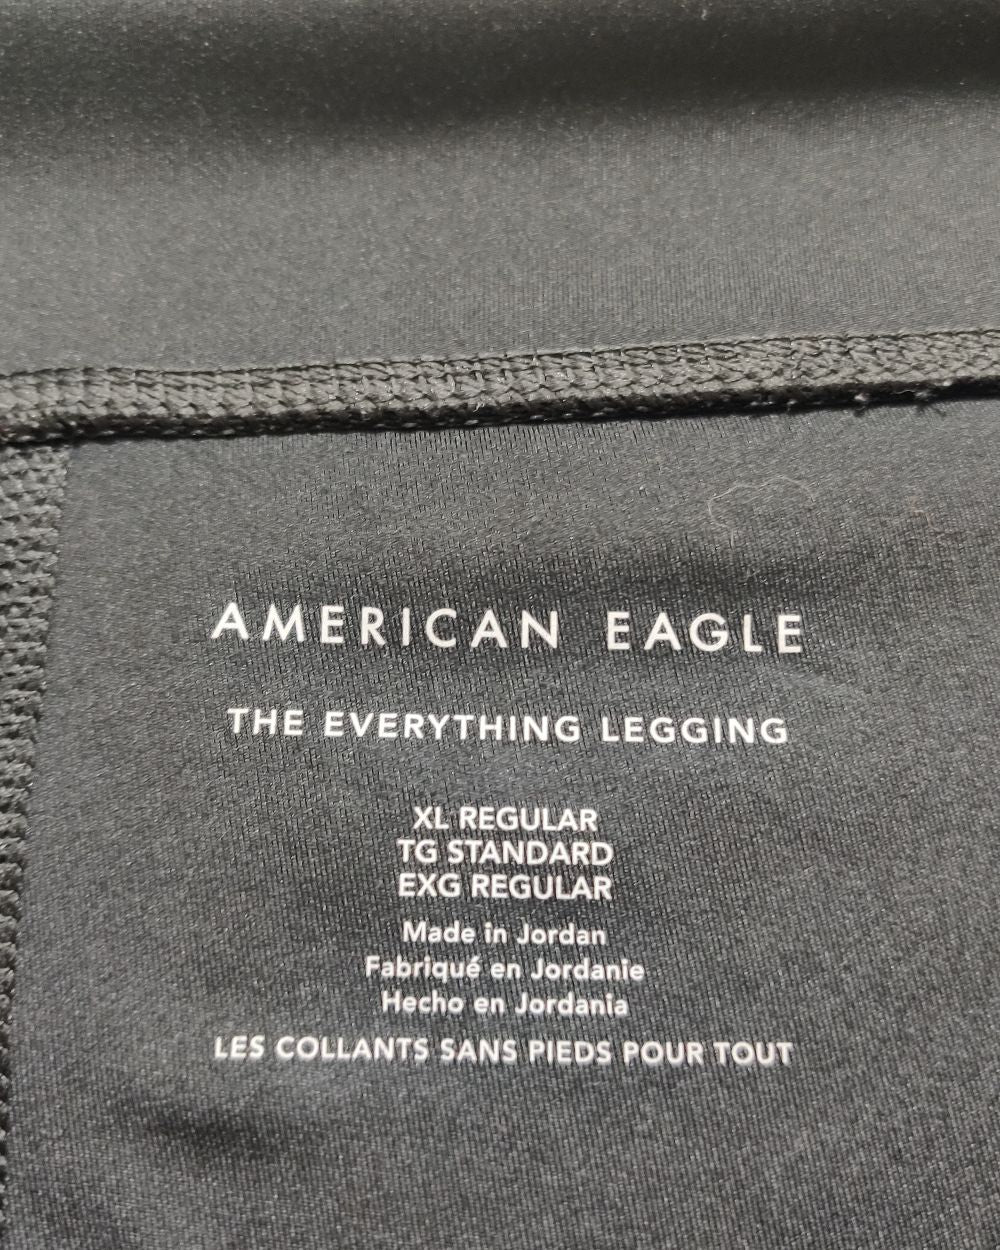 AMERICAN EAGLE
THE EVERYTHING LEGGING
XL REGULAR
TG STANDARD
EXG REGULAR
Made in Jordan
Fabriqué en Jordanie
Hecho en Jordania
LES COLLANTS SANS PIEDS POUR TOUT